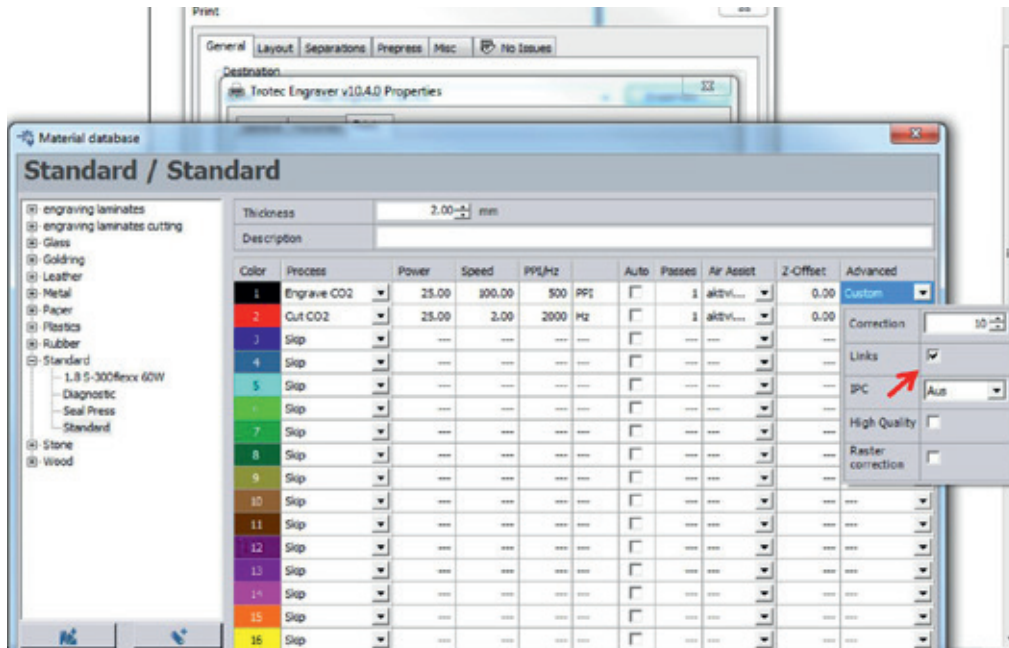 Print
General Layout Separations Prepress Misc No Issues
Destination
Trotec Engraver v10.4.0 Properties
Material database
Standard / Standard
engraving laminates
engraving laminates cutting
Glass
Goldring
Leather
Metal
Paper
Plastics
Rubber
Standard
1.8 S-300flexx 60W
Diagnostic
Seal Press
Standard
Stone
Wood
Thickness 2.00 mm
Description
Color Process Power Speed PPI/Hz Auto Passes Air Assist Z-Offset Advanced
1 Engrave CO2 25.00 100.00 500 PPI 1 aktivi... 0.00 Custom
2 Cut CO2 25.00 2.00 2000 Hz 1 aktivi... 0.00
3 Skip --- --- --- --- --- --- ---
4 Skip --- --- --- --- --- --- ---
5 Skip --- --- --- --- --- --- ---
6 Skip --- --- --- --- --- --- ---
7 Skip --- --- --- --- --- --- ---
8 Skip --- --- --- --- --- --- ---
9 Skip --- --- --- --- --- --- ---
10 Skip --- --- --- --- --- --- --- ---
11 Skip --- --- --- --- --- --- --- ---
12 Skip --- --- --- --- --- --- --- ---
13 Skip --- --- --- --- --- --- --- ---
14 Skip --- --- --- --- --- --- --- ---
15 Skip --- --- --- --- --- --- --- ---
16 Skip --- --- --- --- --- --- --- ---
Correction 10
Links
IPC Aus
High Quality
Raster
correction